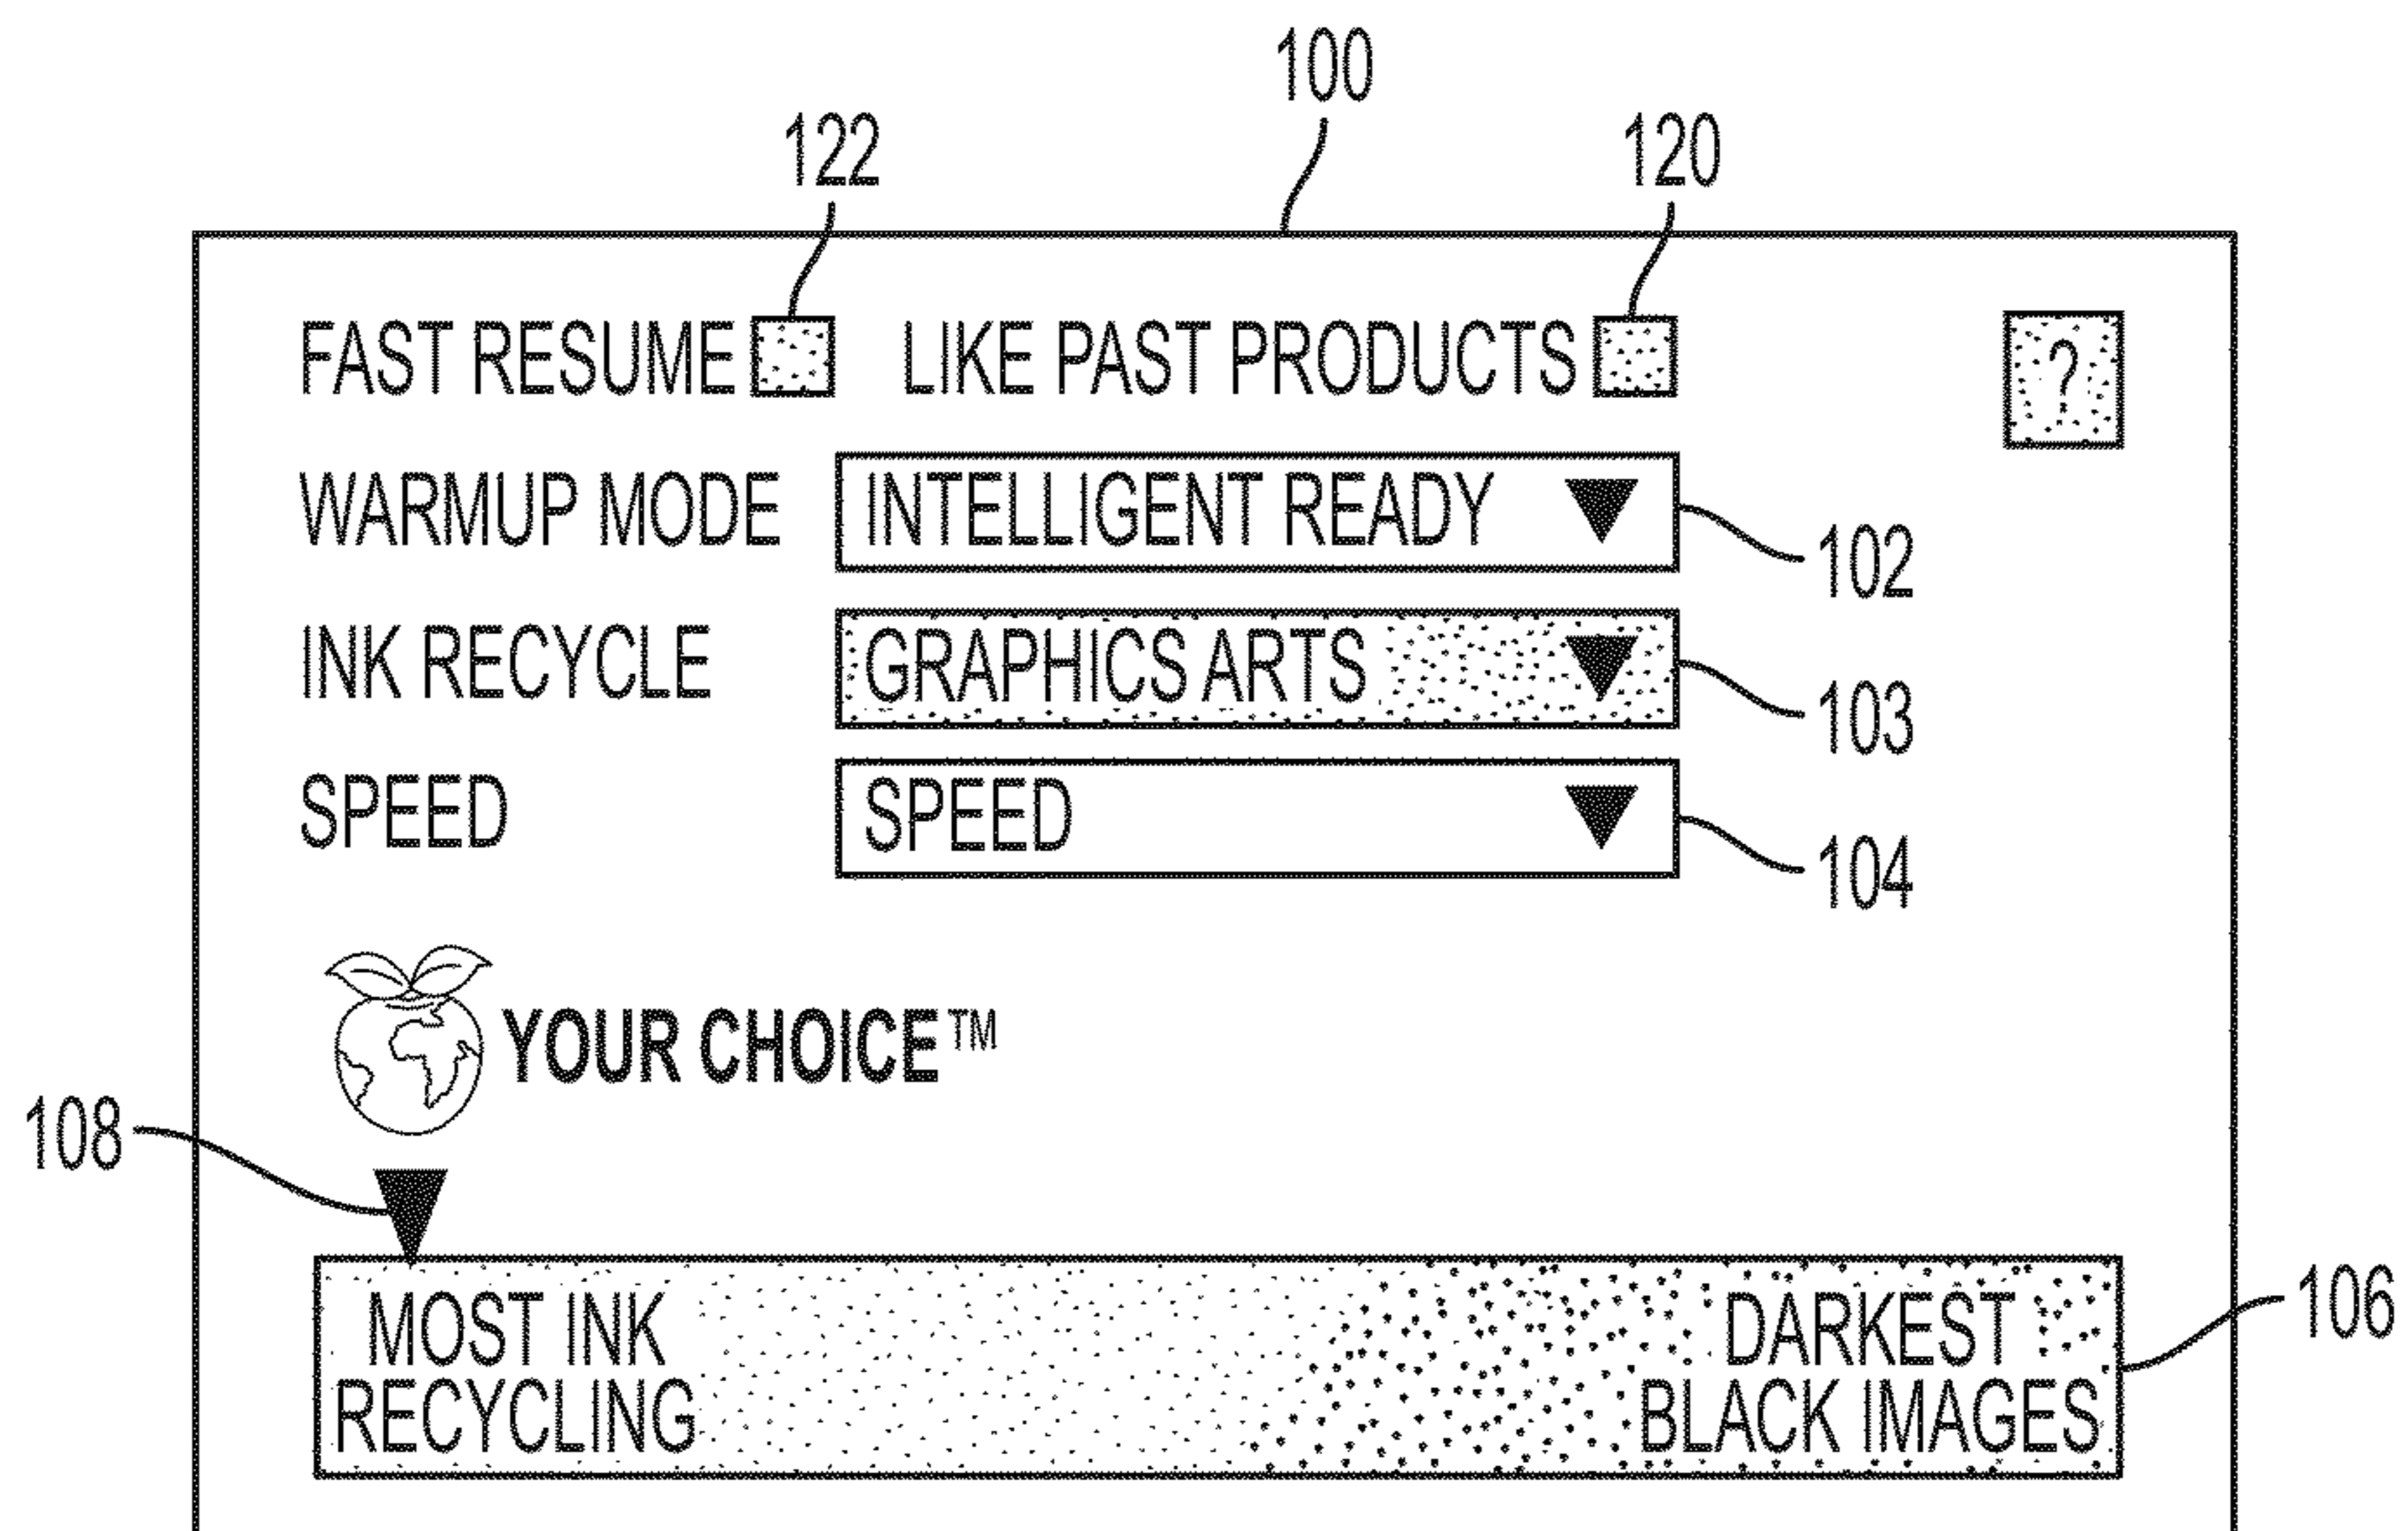 100
122
120
FAST RESUME LIKE PAST PRODUCTS ?
WARMUP MODE INTELLIGENT READY
102
INK RECYCLE GRAPHICS ARTS
103
SPEED SPEED
104
YOUR CHOICE™
108
MOST INK RECYCLING
DARKEST BLACK IMAGES
106